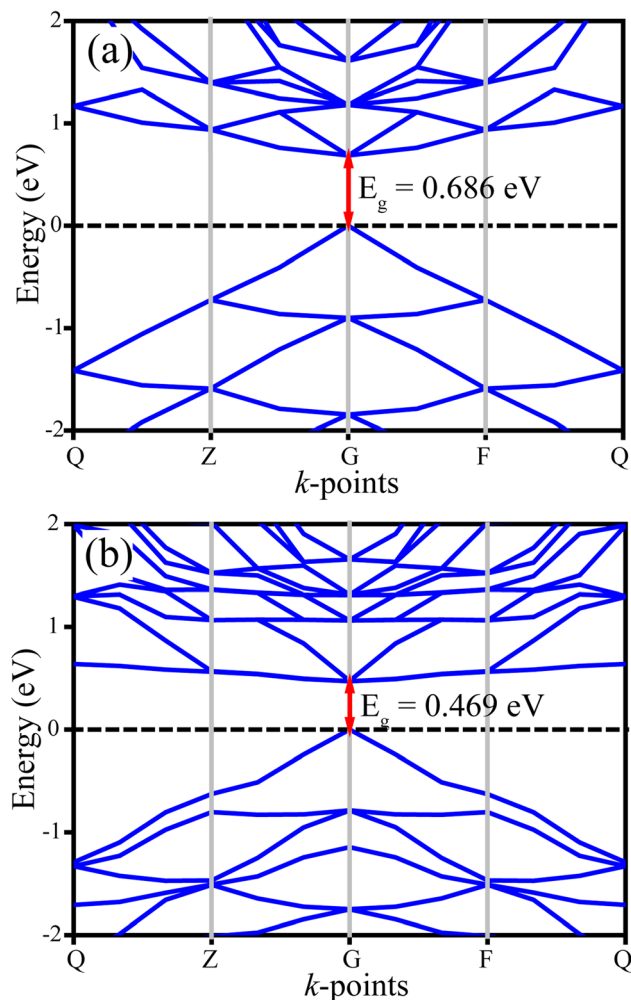 (a)
2
1
0
-1
-2
Energy (eV)
E_g = 0.686 eV
Q Z G F Q
k-points
(b)
2
1
0
-1
-2
Energy (eV)
E_g = 0.469 eV
Q Z G F Q
k-points